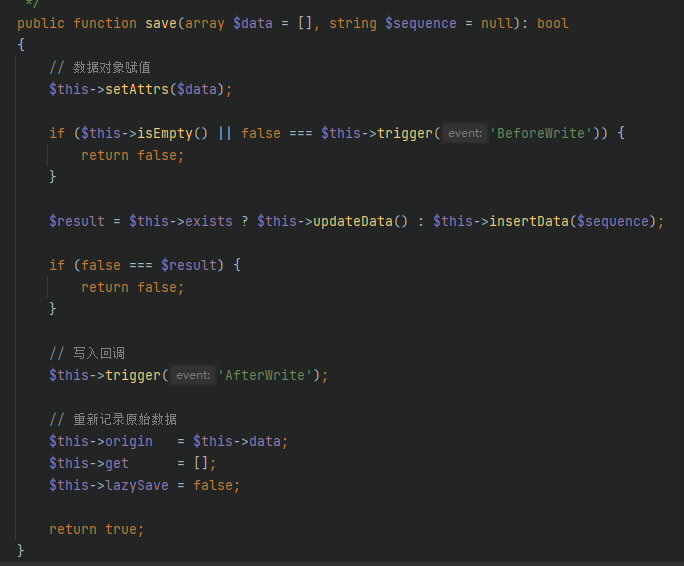 */
public function save(array $data = [], string $sequence = null): bool
{
// 数据对象赋值
$this->setAttrs($data);
if ($this->isEmpty() || false === $this->trigger( event: 'BeforeWrite')) {
return false;
}
$result = $this->exists ? $this->updateData() : $this->insertData($sequence);
if (false === $result) {
return false;
}
// 写入回调
$this->trigger( event: 'AfterWrite');
// 重新记录原始数据
$this->origin   = $this->data;
$this->get      = [];
$this->lazySave = false;
return true;
}